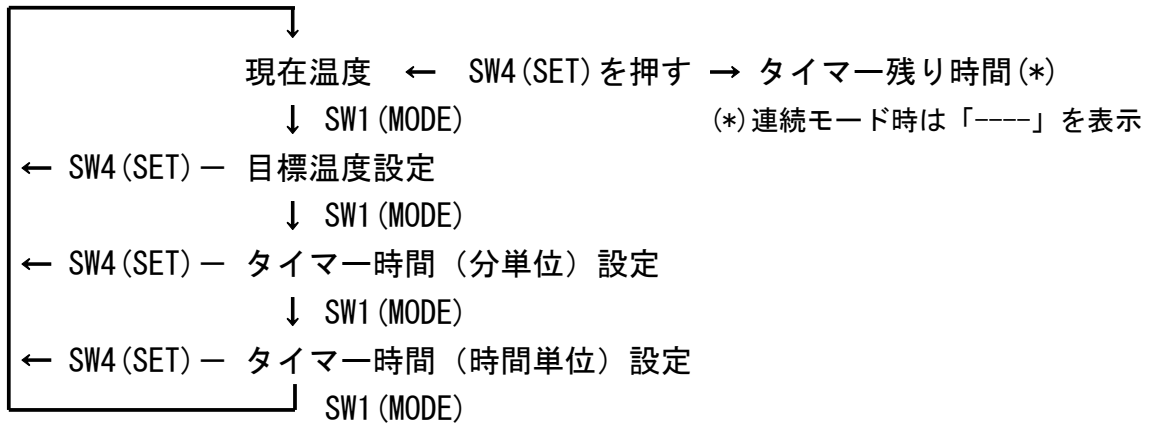 現在温度 ← SW4(SET)を押す → タイマー残り時間(*)
↓ SW1(MODE) (*)連続モード時は「----」を表示
← SW4(SET)― 目標温度設定
↓ SW1(MODE)
← SW4(SET)― タイマー時間（分単位）設定
↓ SW1(MODE)
← SW4(SET)― タイマー時間（時間単位）設定
SW1(MODE)